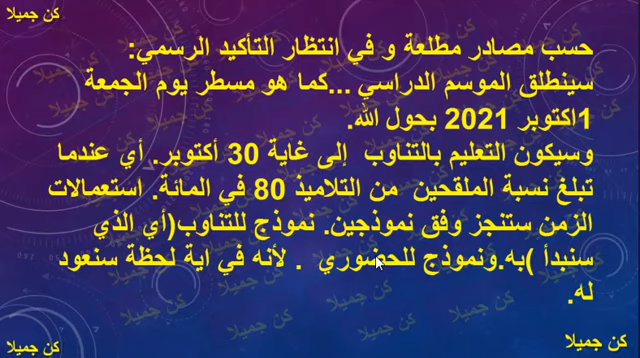 كن جميلا
حسب مصادر مطلعة و في انتظار التأكيد الرسمي:
سينطلق الموسم الدراسي ...كما هو مسطر يوم الجمعة
1اكتوبر 2021 بحول الله.
وسيكون التعليم بالتناوب إلى غاية 30 أكتوبر. أي عندما
تبلغ نسبة الملقحين من التلاميذ 80 في المائة. استعمالات
الزمن ستنجز وفق نموذجين. نموذج للتناوب(أي الذي
سنبدأ )به.ونموذج للحضوري . لأنه في اية لحظة سنعود
له.
كن جميلا
كن جميلا